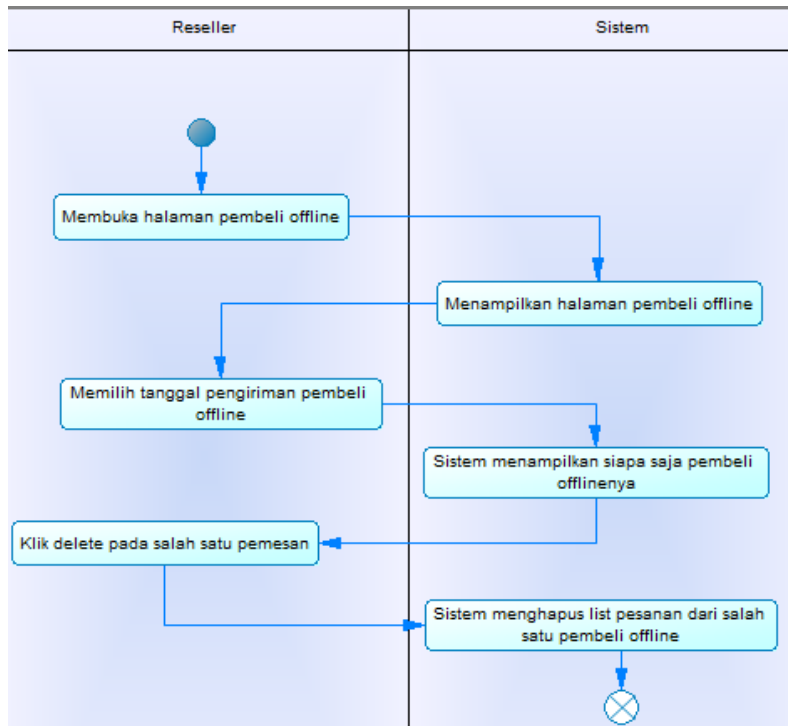 Reseller
Sistem
Membuka halaman pembeli offline
Menampilkan halaman pembeli offline
Memilih tanggal pengiriman pembeli
offline
Sistem menampilkan siapa saja pembeli
offlinenya
Klik delete pada salah satu pemesan
Sistem menghapus list pesanan dari salah
satu pembeli offline